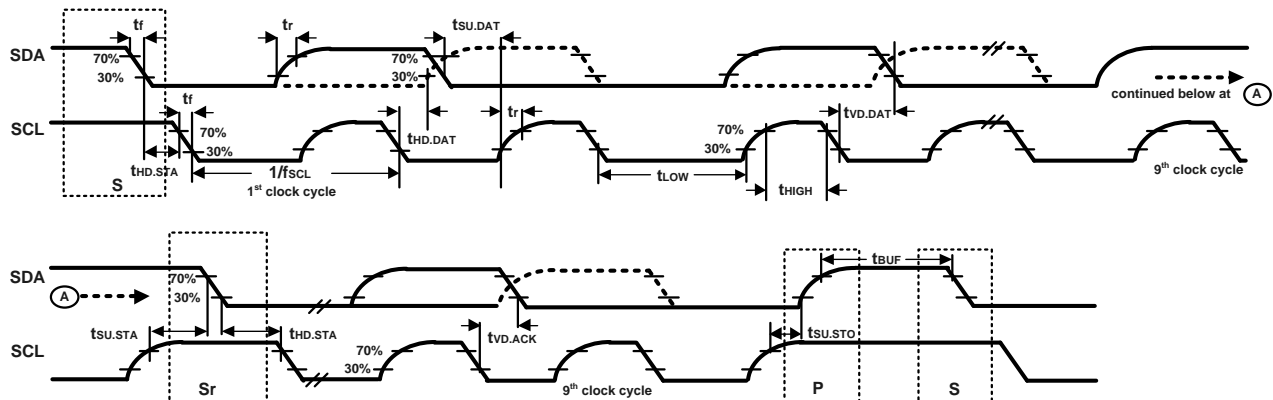 tf
tr
tSU.DAT
SDA
70%
30%
70%
30%
continued below at A
tf
tHD.DAT
tr
tVD.DAT
SCL
70%
30%
70%
30%
tHD.STA
1/fSCL
1st clock cycle
tLOW
tHIGH
9th clock cycle
S
SDA
70%
30%
tBUF
A
tSU.STA
tHD.STA
tVD.ACK
tSU.STO
SCL
70%
30%
9th clock cycle
Sr
P
S